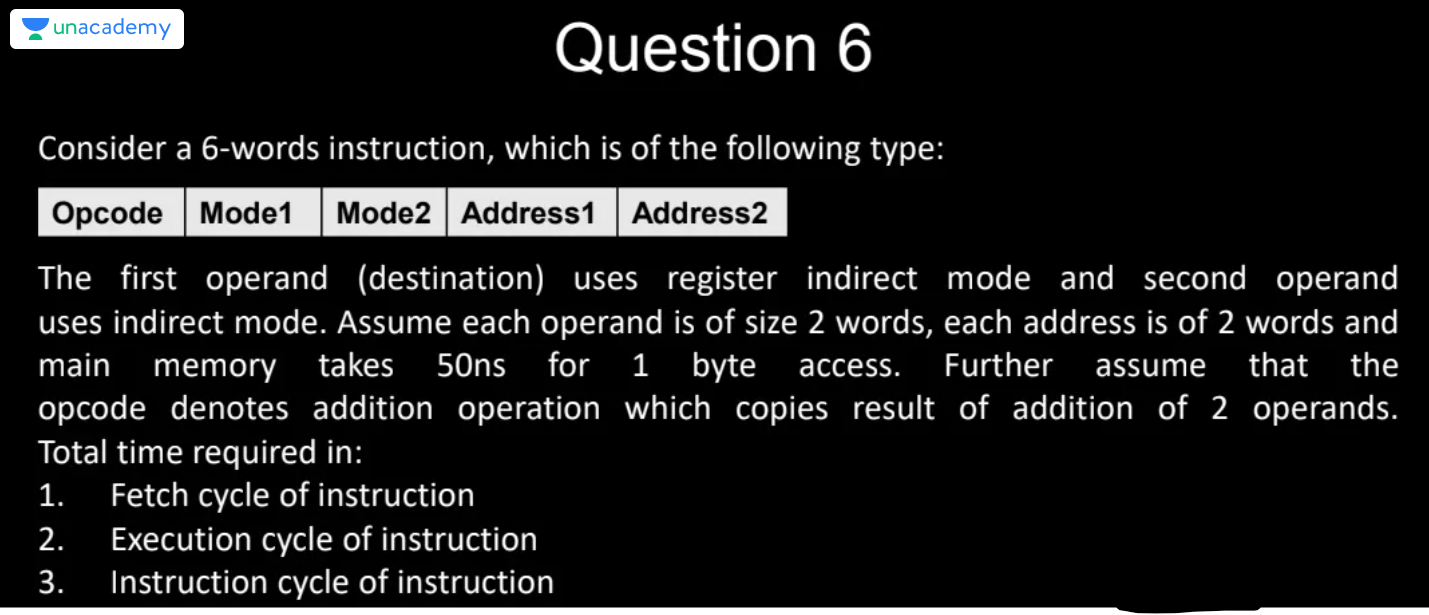 unacademy
Question 6
Consider a 6-words instruction, which is of the following type:
Opcode Mode1 Mode2 Address1 Address2
The first operand (destination) uses register indirect mode and second operand
uses indirect mode. Assume each operand is of size 2 words, each address is of 2 words and
main memory takes 50ns for 1 byte access. Further assume that the
opcode denotes addition operation which copies result of addition of 2 operands.
Total time required in:
1. Fetch cycle of instruction
2. Execution cycle of instruction
3. Instruction cycle of instruction